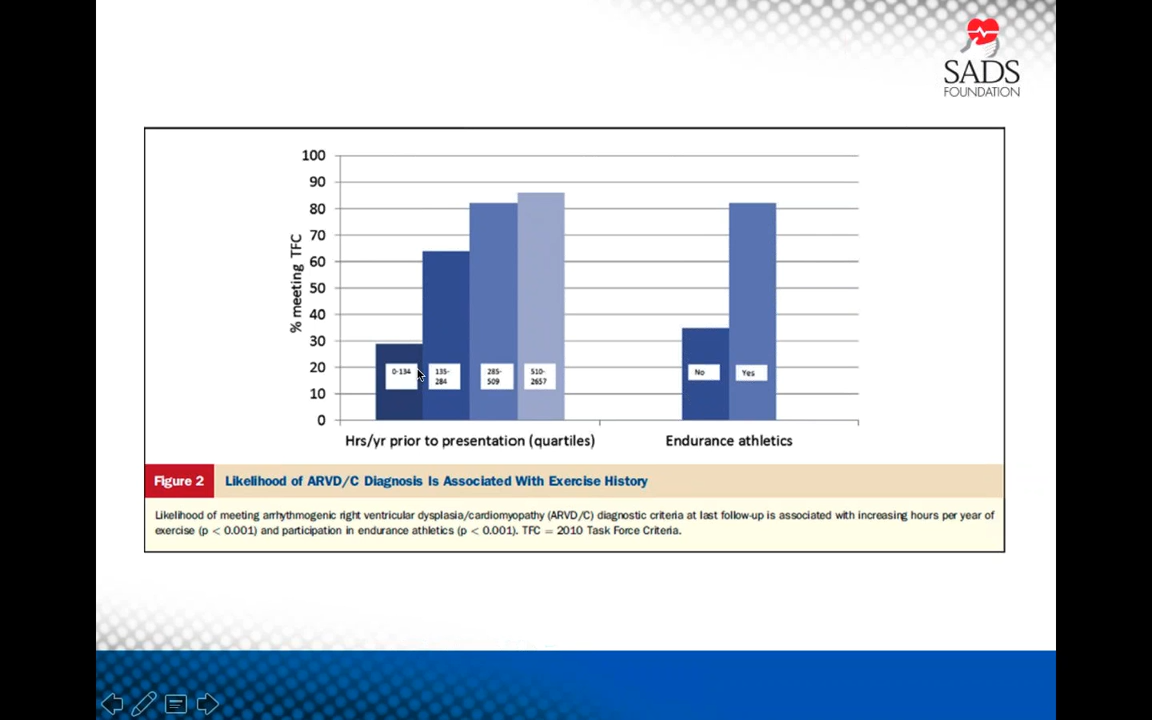 SADS
FOUNDATION
100
90
80
70
60
50
40
30
20
10
0
% meeting TFC
0-134
135-
284
285-
509
510-
2657
No
Yes
Hrs/yr prior to presentation (quartiles)
Endurance athletics
Figure 2
Likelihood of ARVD/C Diagnosis Is Associated With Exercise History
Likelihood of meeting arrhythmogenic right ventricular dysplasia/cardiomyopathy (ARVD/C) diagnostic criteria at last follow-up is associated with increasing hours per year of
exercise (p < 0.001) and participation in endurance athletics (p < 0.001). TFC = 2010 Task Force Criteria.